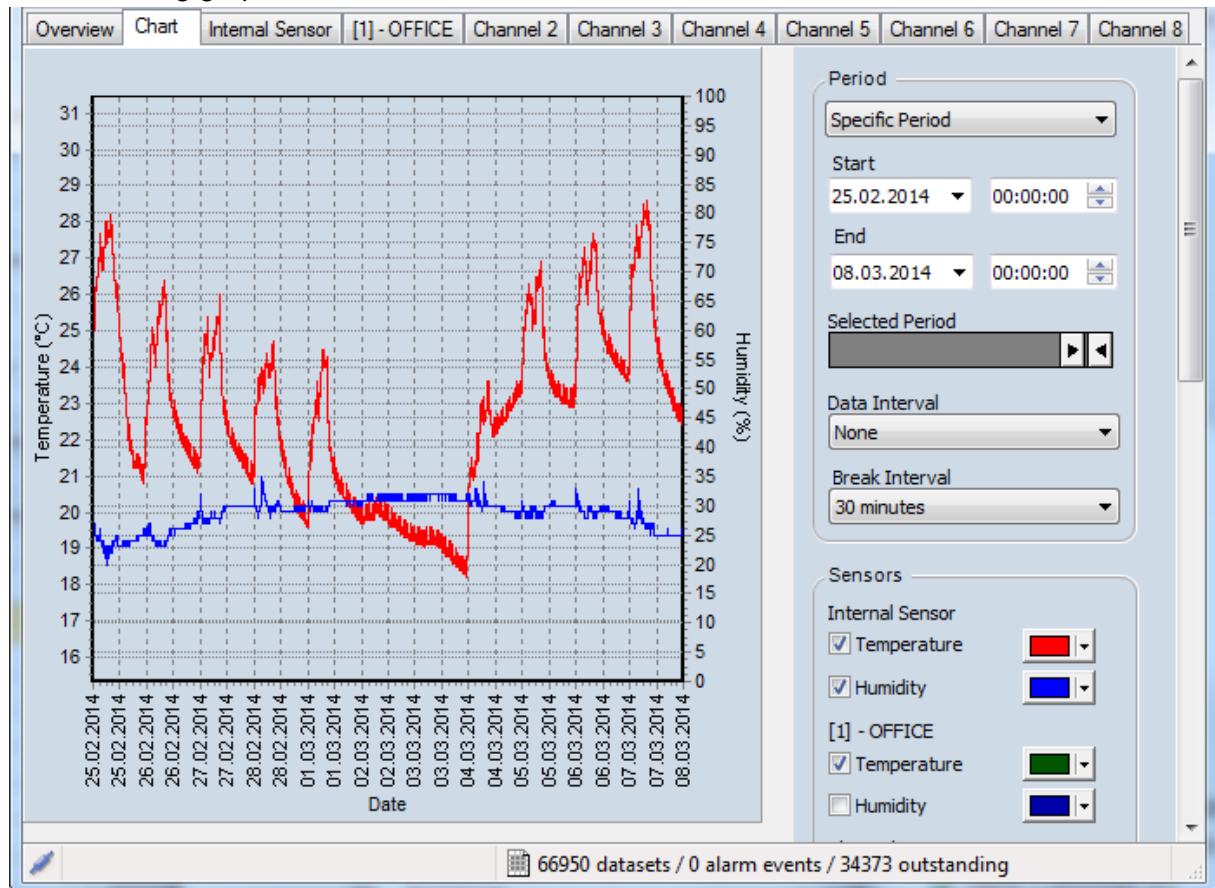 Overview Chart Internal Sensor [1] - OFFICE Channel 2 Channel 3 Channel 4 Channel 5 Channel 6 Channel 7 Channel 8
31
30
29
28
27
26
25
24
23
22
21
20
19
18
17
16
Temperature (°C)
100
95
90
85
80
75
70
65
60
55
50
45
40
35
30
25
20
15
10
5
0
Humidity (%)
25.02.2014
25.02.2014
26.02.2014
26.02.2014
27.02.2014
27.02.2014
28.02.2014
28.02.2014
01.03.2014
01.03.2014
02.03.2014
02.03.2014
03.03.2014
03.03.2014
04.03.2014
04.03.2014
05.03.2014
05.03.2014
06.03.2014
06.03.2014
07.03.2014
07.03.2014
08.03.2014
Date
Period
Specific Period
Start
25.02.2014 00:00:00
End
08.03.2014 00:00:00
Selected Period
Data Interval
None
Break Interval
30 minutes
Sensors
Internal Sensor
Temperature
Humidity
[1] - OFFICE
Temperature
Humidity
66950 datasets / 0 alarm events / 34373 outstanding